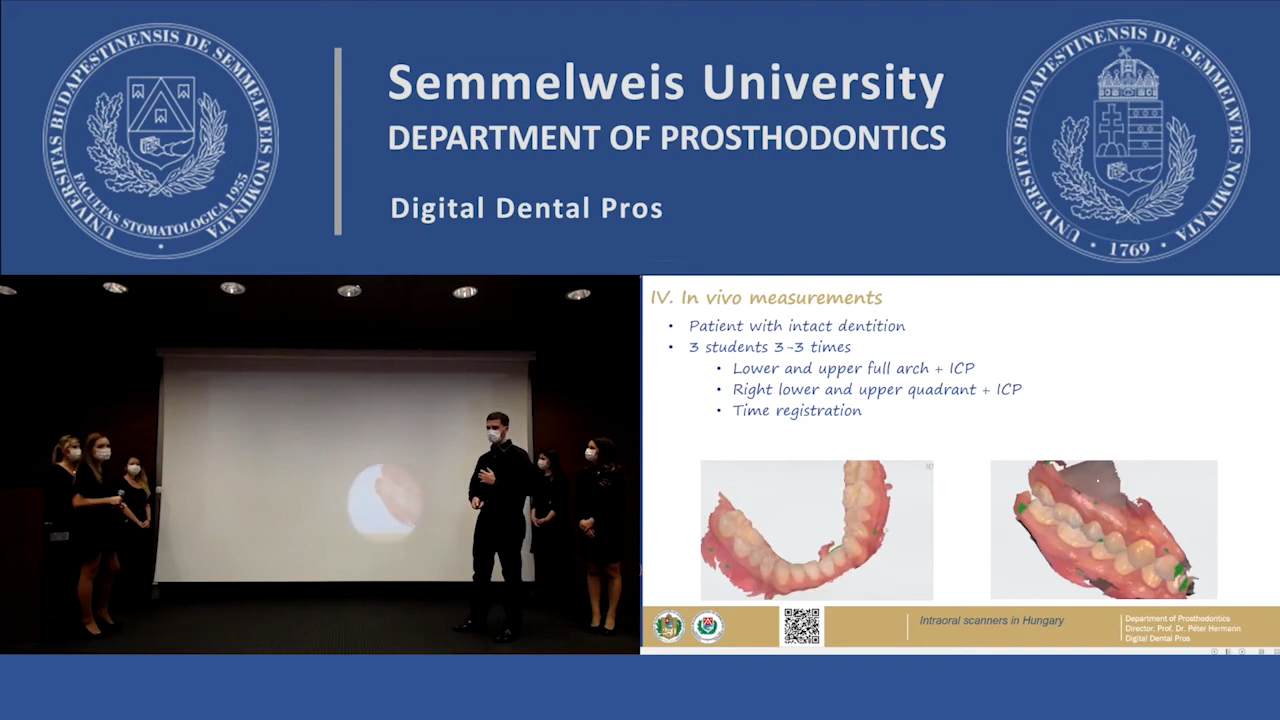 UNIVERSITAS BUDAPESTINENSIS DE SEMMELWEIS NOMINATA
FACULTAS STOMATOLOGICA 1955
Semmelweis University
DEPARTMENT OF PROSTHODONTICS
Digital Dental Pros
UNIVERSITAS BUDAPESTINENSIS DE SEMMELWEIS NOMINATA
• 1769 •
IV. In vivo measurements
• Patient with intact dentition
• 3 students 3-3 times
• Lower and upper full arch + ICP
• Right lower and upper quadrant + ICP
• Time registration
Intraoral scanners in Hungary
Department of Prosthodontics
Director: Prof. Dr. Péter Hermann
Digital Dental Pros